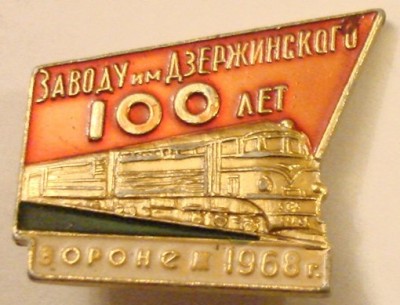 ЗАВОДУ им ДЗЕРЖИНСКОГО
100 ЛЕТ
ВОРОНЕЖ 1968 г.